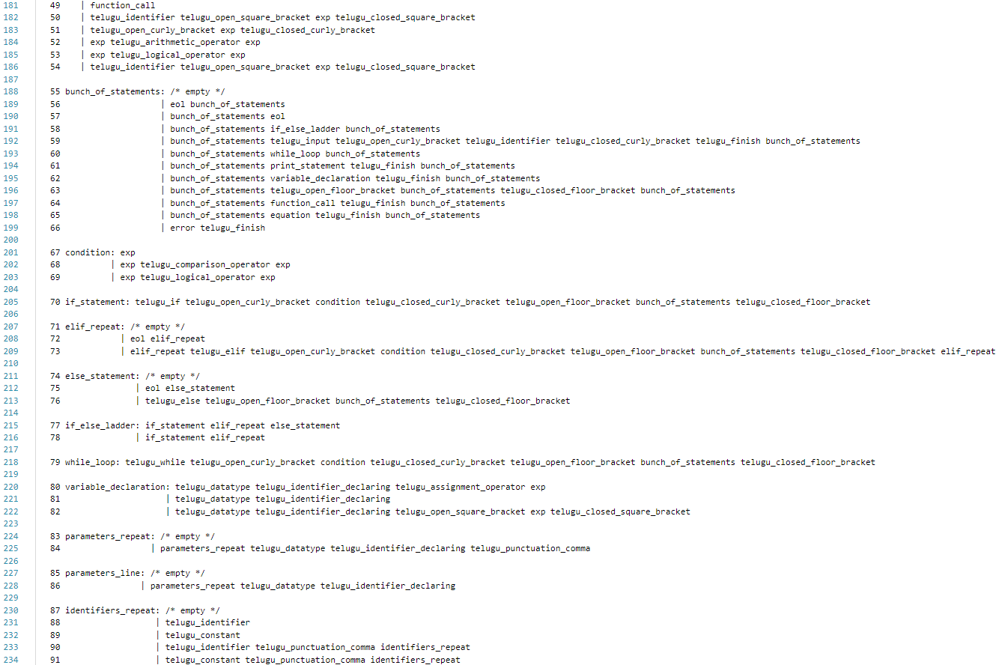 181 49 | function_call
182 50 | telugu_identifier telugu_open_square_bracket exp telugu_closed_square_bracket
183 51 | telugu_open_curly_bracket exp telugu_closed_curly_bracket
184 52 | exp telugu_arithmetic_operator exp
185 53 | exp telugu_logical_operator exp
186 54 | telugu_identifier telugu_open_square_bracket exp telugu_closed_square_bracket
187
188 55 bunch_of_statements: /* empty */
189 56 | eol bunch_of_statements
190 57 | bunch_of_statements eol
191 58 | bunch_of_statements if_else_ladder bunch_of_statements
192 59 | bunch_of_statements telugu_input telugu_open_curly_bracket telugu_identifier telugu_closed_curly_bracket telugu_finish bunch_of_statements
193 60 | bunch_of_statements while_loop bunch_of_statements
194 61 | bunch_of_statements print_statement telugu_finish bunch_of_statements
195 62 | bunch_of_statements variable_declaration telugu_finish bunch_of_statements
196 63 | bunch_of_statements telugu_open_floor_bracket bunch_of_statements telugu_closed_floor_bracket bunch_of_statements
197 64 | bunch_of_statements function_call telugu_finish bunch_of_statements
198 65 | bunch_of_statements equation telugu_finish bunch_of_statements
199 66 | error telugu_finish
200
201 67 condition: exp
202 68 | exp telugu_comparison_operator exp
203 69 | exp telugu_logical_operator exp
204
205 70 if_statement: telugu_if telugu_open_curly_bracket condition telugu_closed_curly_bracket telugu_open_floor_bracket bunch_of_statements telugu_closed_floor_bracket
206
207 71 elif_repeat: /* empty */
208 72 | eol elif_repeat
209 73 | elif_repeat telugu_elif telugu_open_curly_bracket condition telugu_closed_curly_bracket telugu_open_floor_bracket bunch_of_statements telugu_closed_floor_bracket elif_repeat
210
211 74 else_statement: /* empty */
212 75 | eol else_statement
213 76 | telugu_else telugu_open_floor_bracket bunch_of_statements telugu_closed_floor_bracket
214
215 77 if_else_ladder: if_statement elif_repeat else_statement
216 78 | if_statement elif_repeat
217
218 79 while_loop: telugu_while telugu_open_curly_bracket condition telugu_closed_curly_bracket telugu_open_floor_bracket bunch_of_statements telugu_closed_floor_bracket
219
220 80 variable_declaration: telugu_datatype telugu_identifier_declaring telugu_assignment_operator exp
221 81 | telugu_datatype telugu_identifier_declaring
222 82 | telugu_datatype telugu_identifier_declaring telugu_open_square_bracket exp telugu_closed_square_bracket
223
224 83 parameters_repeat: /* empty */
225 84 | parameters_repeat telugu_datatype telugu_identifier_declaring telugu_punctuation_comma
226
227 85 parameters_line: /* empty */
228 86 | parameters_repeat telugu_datatype telugu_identifier_declaring
229
230 87 identifiers_repeat: /* empty */
231 88 | telugu_identifier
232 89 | telugu_constant
233 90 | telugu_identifier telugu_punctuation_comma identifiers_repeat
234 91 | telugu_constant telugu_punctuation_comma identifiers_repeat